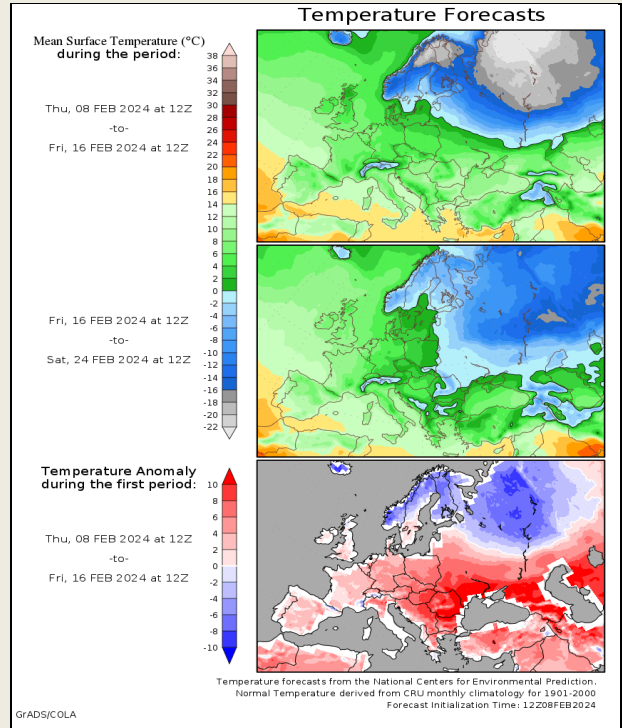 Temperature Forecasts
Mean Surface Temperature (°C)
during the period:
Thu, 08 FEB 2024 at 12Z
-to-
Fri, 16 FEB 2024 at 12Z
38
36
34
32
30
28
26
24
22
20
18
16
14
12
10
8
6
4
2
0
-2
-4
-6
-8
-10
-12
-14
-16
-18
-20
-22
Fri, 16 FEB 2024 at 12Z
-to-
Sat, 24 FEB 2024 at 12Z
Temperature Anomaly
during the first period:
Thu, 08 FEB 2024 at 12Z
-to-
Fri, 16 FEB 2024 at 12Z
10
8
6
4
2
0
-2
-4
-6
-8
-10
Temperature forecasts from the National Centers for Environmental Prediction.
Normal Temperature derived from CRU monthly climatology for 1901-2000
Forecast Initialization Time: 12Z08FEB2024
GrADS/COLA